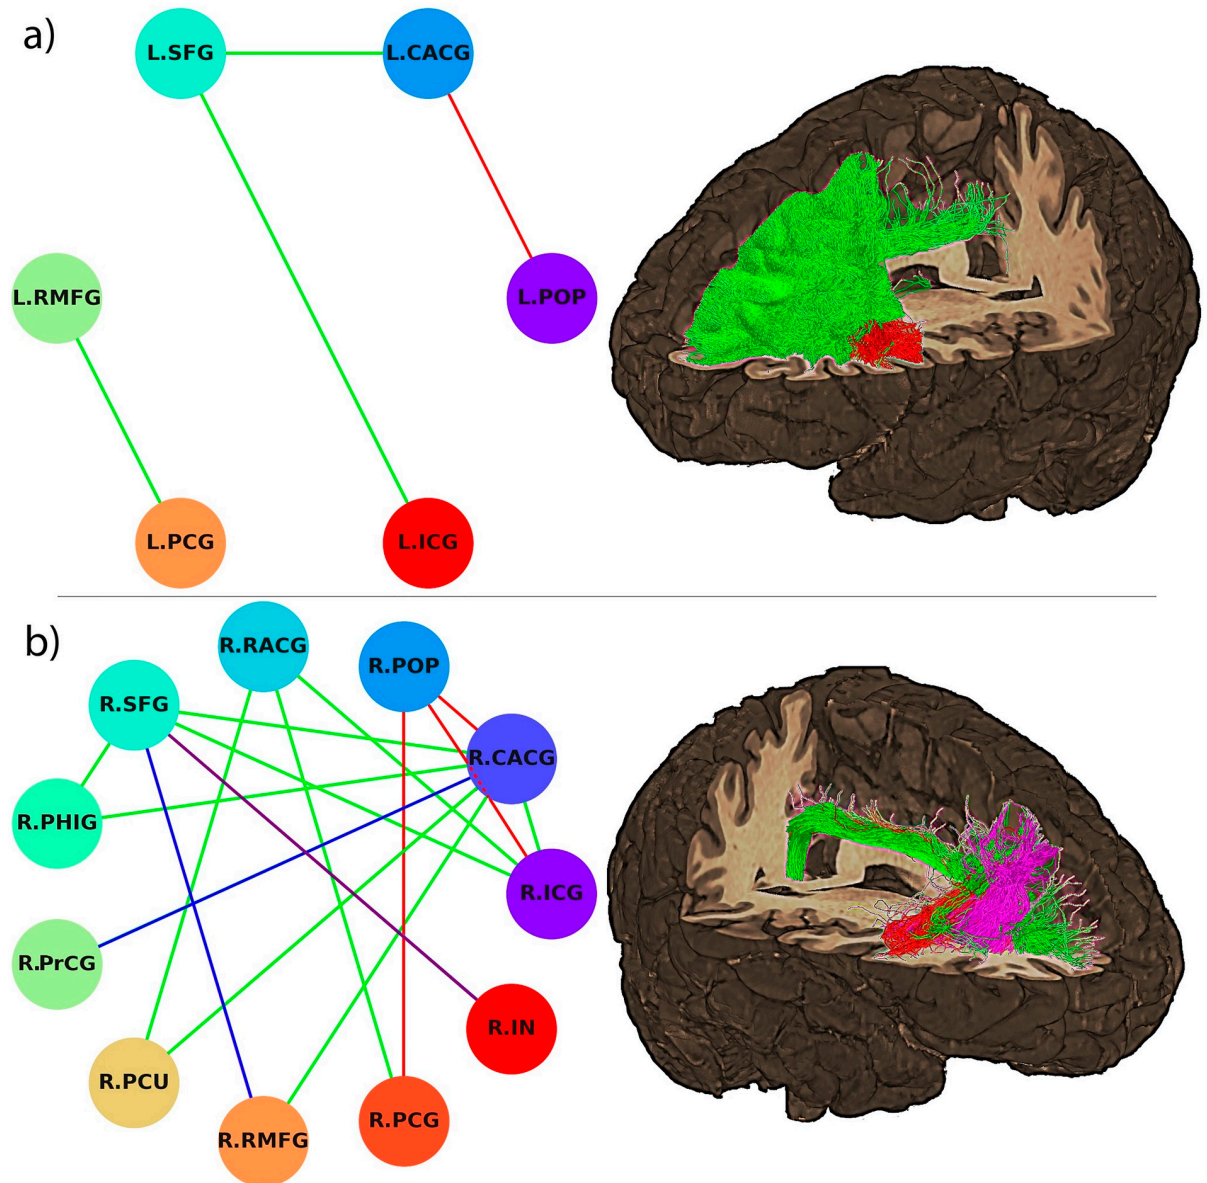 a)
L.SFG
L.CACG
L.RMFG
L.POP
L.PCG
L.ICG
b)
R.RACG
R.POP
R.SFG
R.CACG
R.PHIG
R.ICG
R.PrCG
R.IN
R.PCU
R.PCG
R.RMFG